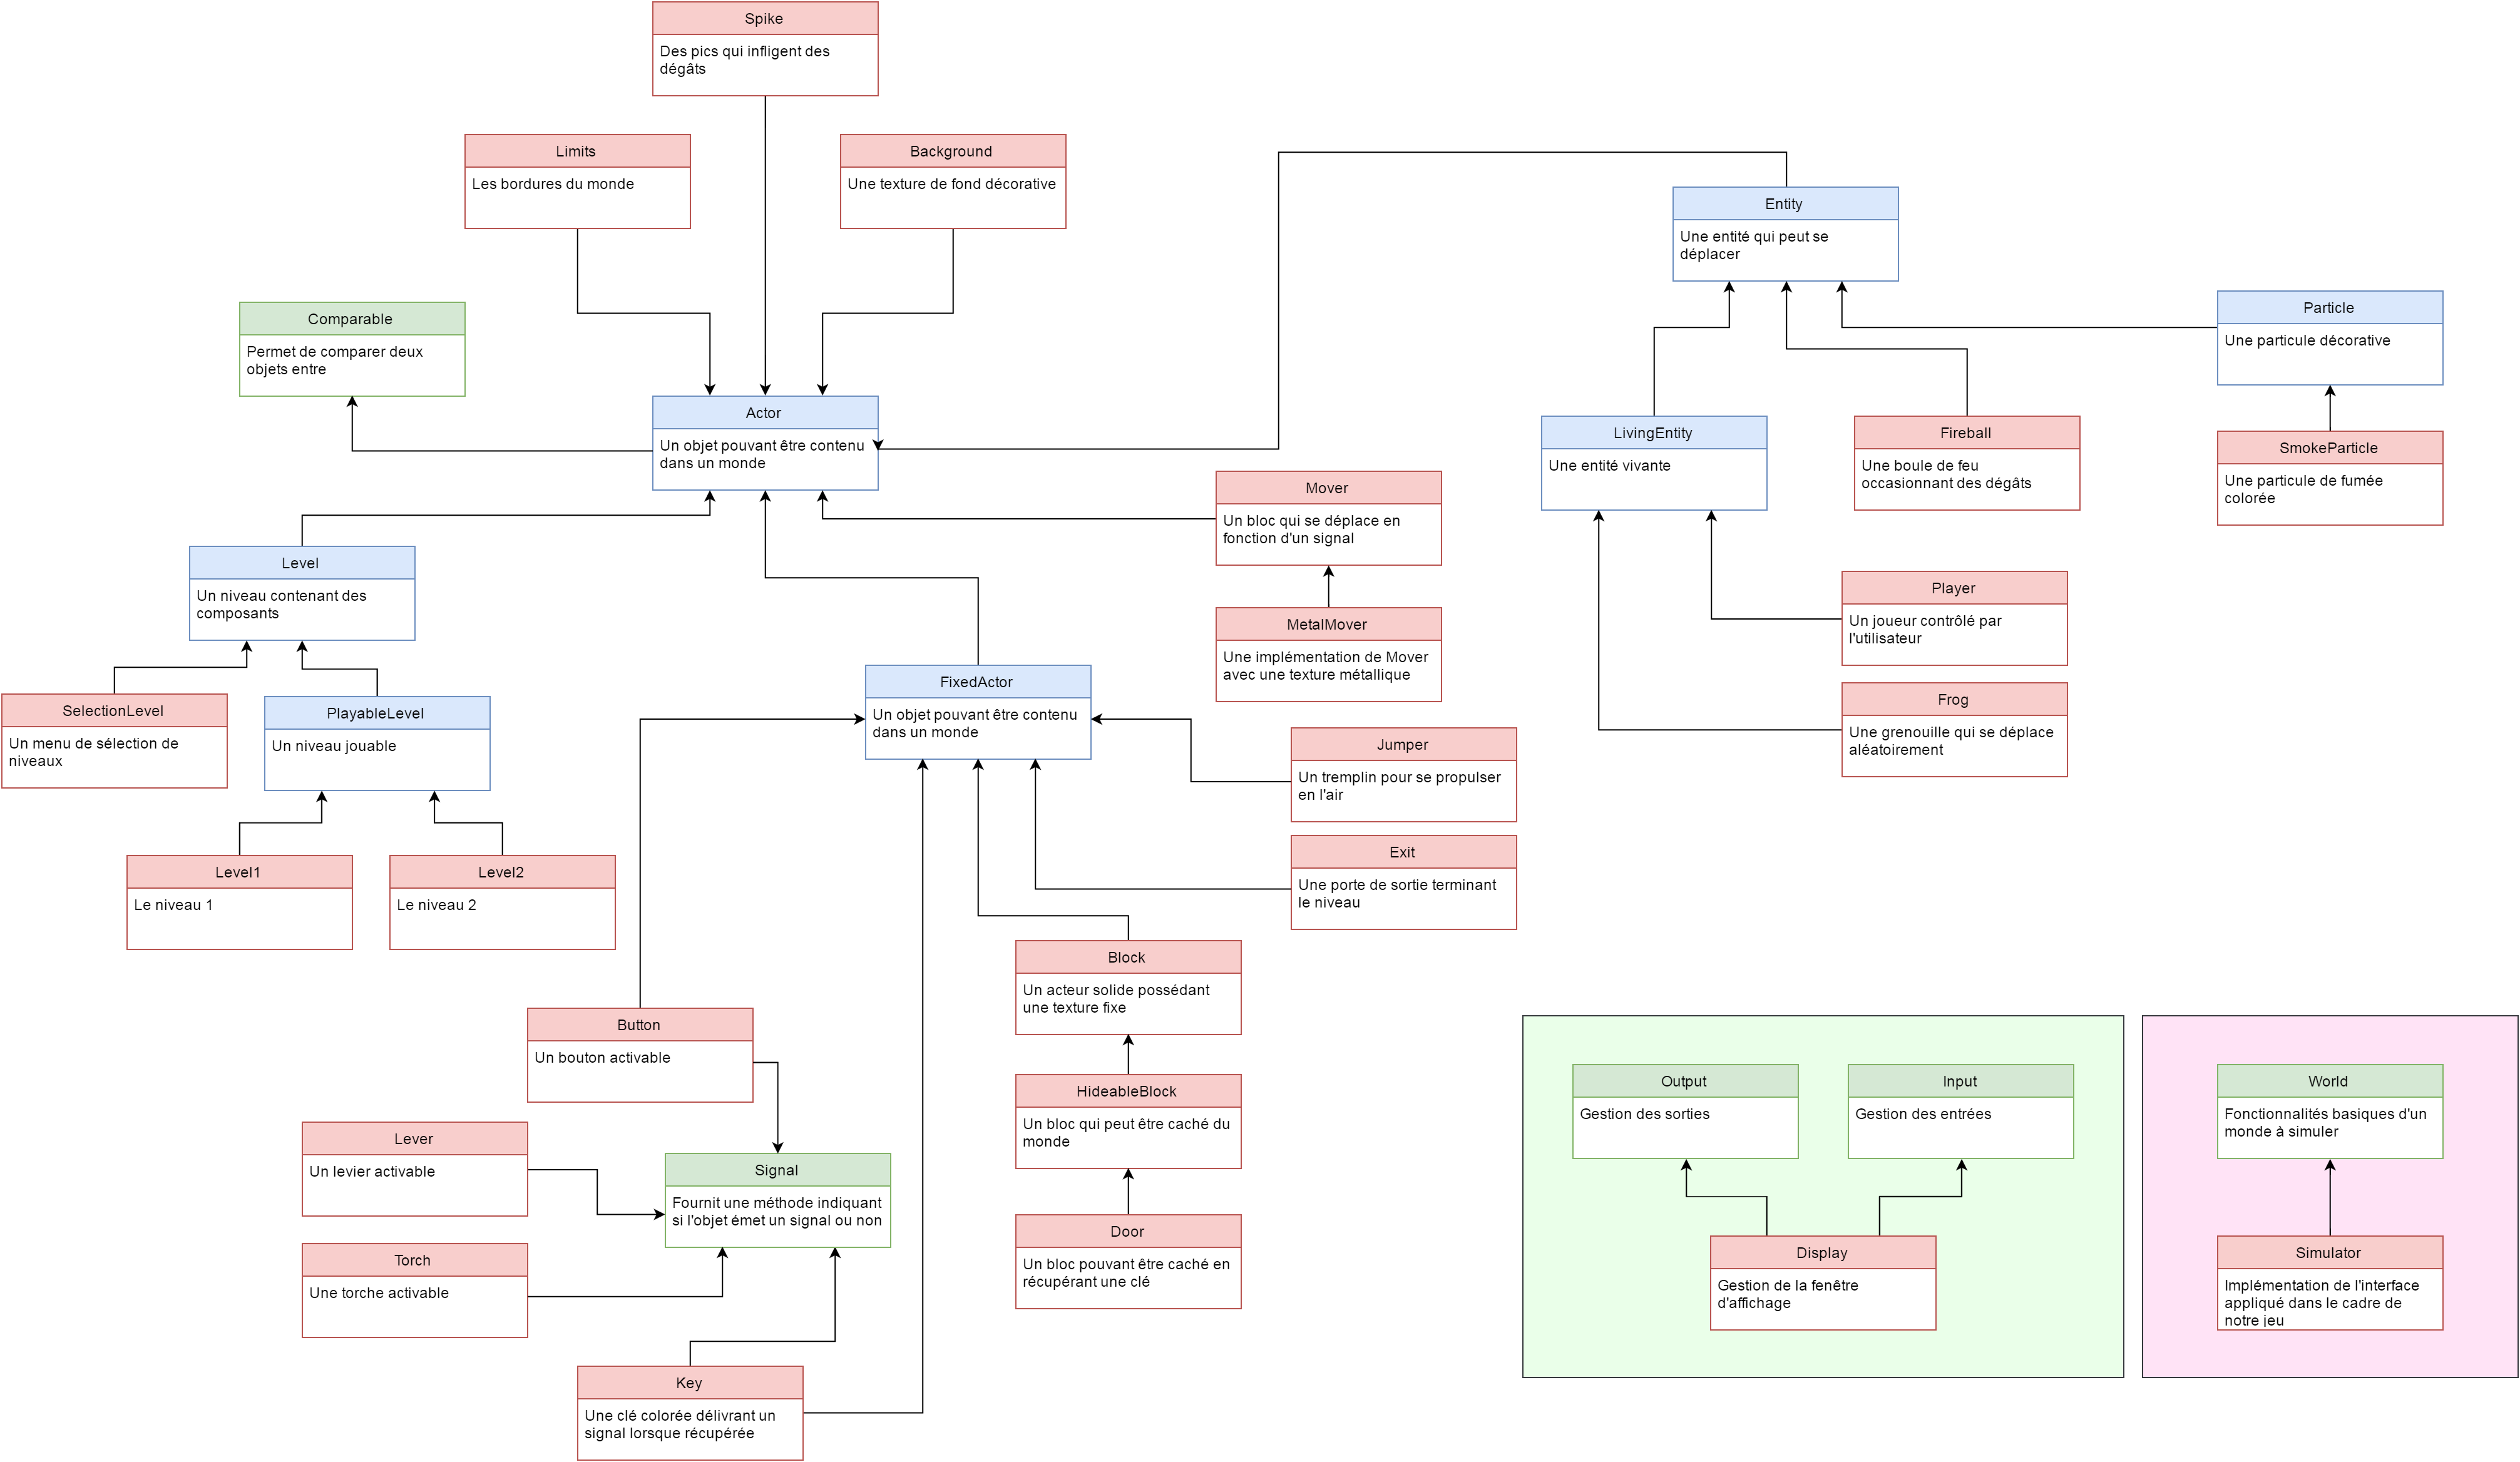 Spike
Des pics qui infligent des
dégâts
Limits
Les bordures du monde
Background
Une texture de fond décorative
Entity
Une entité qui peut se
déplacer
Comparable
Permet de comparer deux
objets entre
Particle
Une particule décorative
Actor
Un objet pouvant être contenu
dans un monde
LivingEntity
Une entité vivante
Fireball
Une boule de feu
occasionnant des dégâts
SmokeParticle
Une particule de fumée
colorée
Mover
Un bloc qui se déplace en
fonction d'un signal
Level
Un niveau contenant des
composants
Player
Un joueur contrôlé par
l'utilisateur
MetalMover
Une implémentation de Mover
avec une texture métallique
FixedActor
Un objet pouvant être contenu
dans un monde
Frog
Une grenouille qui se déplace
aléatoirement
SelectionLevel
Un menu de sélection de
niveaux
PlayableLevel
Un niveau jouable
Jumper
Un tremplin pour se propulser
en l'air
Exit
Une porte de sortie terminant
le niveau
Level1
Le niveau 1
Level2
Le niveau 2
Block
Un acteur solide possédant
une texture fixe
Button
Un bouton activable
Output
Gestion des sorties
Input
Gestion des entrées
World
Fonctionnalités basiques d'un
monde à simuler
HideableBlock
Un bloc qui peut être caché du
monde
Lever
Un levier activable
Signal
Fournit une méthode indiquant
si l'objet émet un signal ou non
Door
Un bloc pouvant être caché en
récupérant une clé
Display
Gestion de la fenêtre
d'affichage
Simulator
Implémentation de l'interface
appliqué dans le cadre de
notre jeu
Torch
Une torche activable
Key
Une clé colorée délivrant un
signal lorsque récupérée